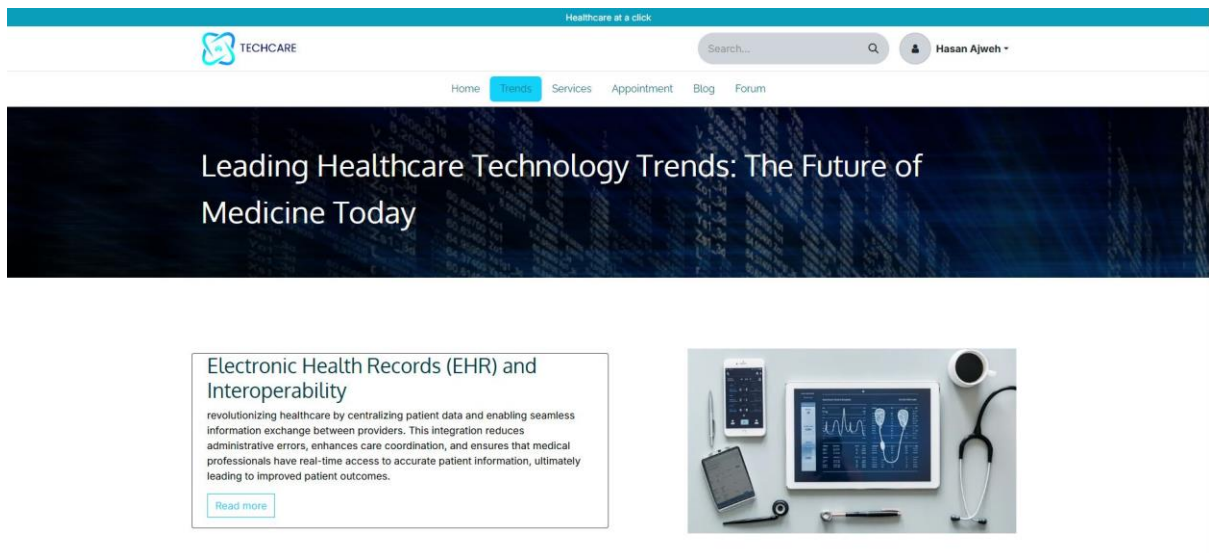 Healthcare at a click
TECHCARE
Search...
Hasan Ajweh
Home Trends Services Appointment Blog Forum
Leading Healthcare Technology Trends: The Future of
Medicine Today
Electronic Health Records (EHR) and
Interoperability
revolutionizing healthcare by centralizing patient data and enabling seamless
information exchange between providers. This integration reduces
administrative errors, enhances care coordination, and ensures that medical
professionals have real-time access to accurate patient information, ultimately
leading to improved patient outcomes.
Read more